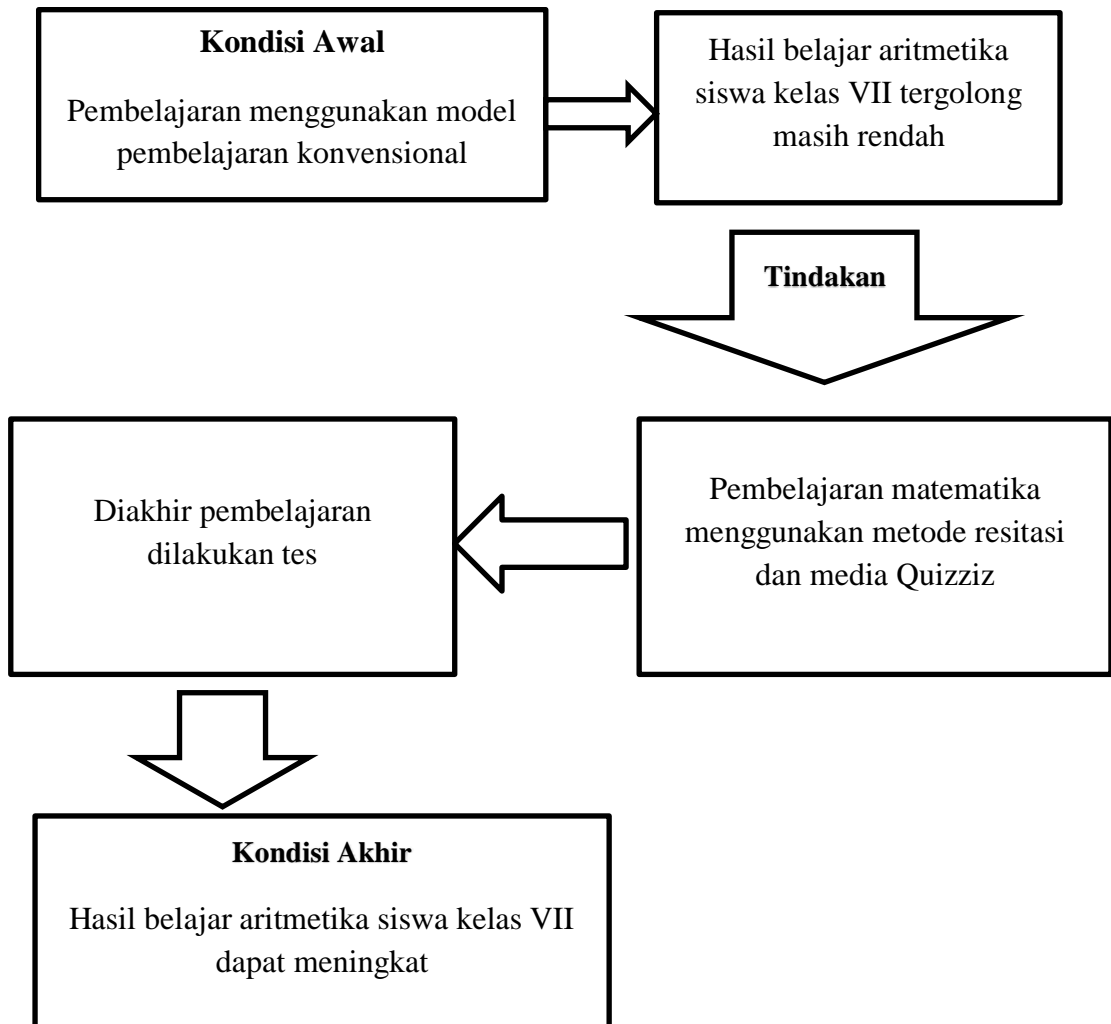 Kondisi Awal
Pembelajaran menggunakan model
pembelajaran konvensional
Hasil belajar aritmetika
siswa kelas VII tergolong
masih rendah
Tindakan
Pembelajaran matematika
menggunakan metode resitasi
dan media Quizziz
Diakhir pembelajaran
dilakukan tes
Kondisi Akhir
Hasil belajar aritmetika siswa kelas VII
dapat meningkat